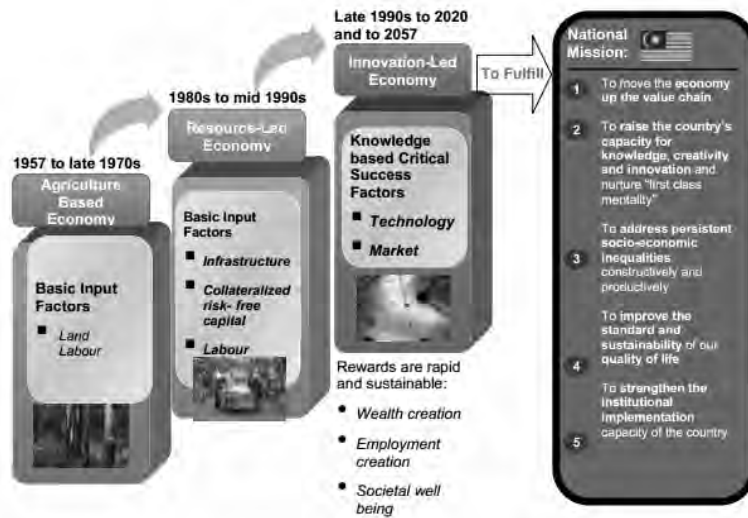 1957 to late 1970s
Agriculture
Based
Economy
Basic Input
Factors
Land
Labour
1980s to mid 1990s
Resource-Led
Economy
Basic Input
Factors
Infrastructure
Collateralized
risk- free
capital
Labour
Late 1990s to 2020
and to 2057
Innovation-Led
Economy
Knowledge
based Critical
Success
Factors
Technology
Market
Rewards are rapid
and sustainable:
Wealth creation
Employment
creation
Societal well
being
To Fulfill
National
Mission:
1 To move the economy
up the value chain
2 To raise the country's
capacity for
knowledge, creativity
and innovation and
nurture "first class
mentality"
To address persistent
socio-economic
inequalities
3 constructively and
productively
To improve the
standard and
sustainability of our
4 quality of life
To strengthen the
institutional
implementation
5 capacity of the country